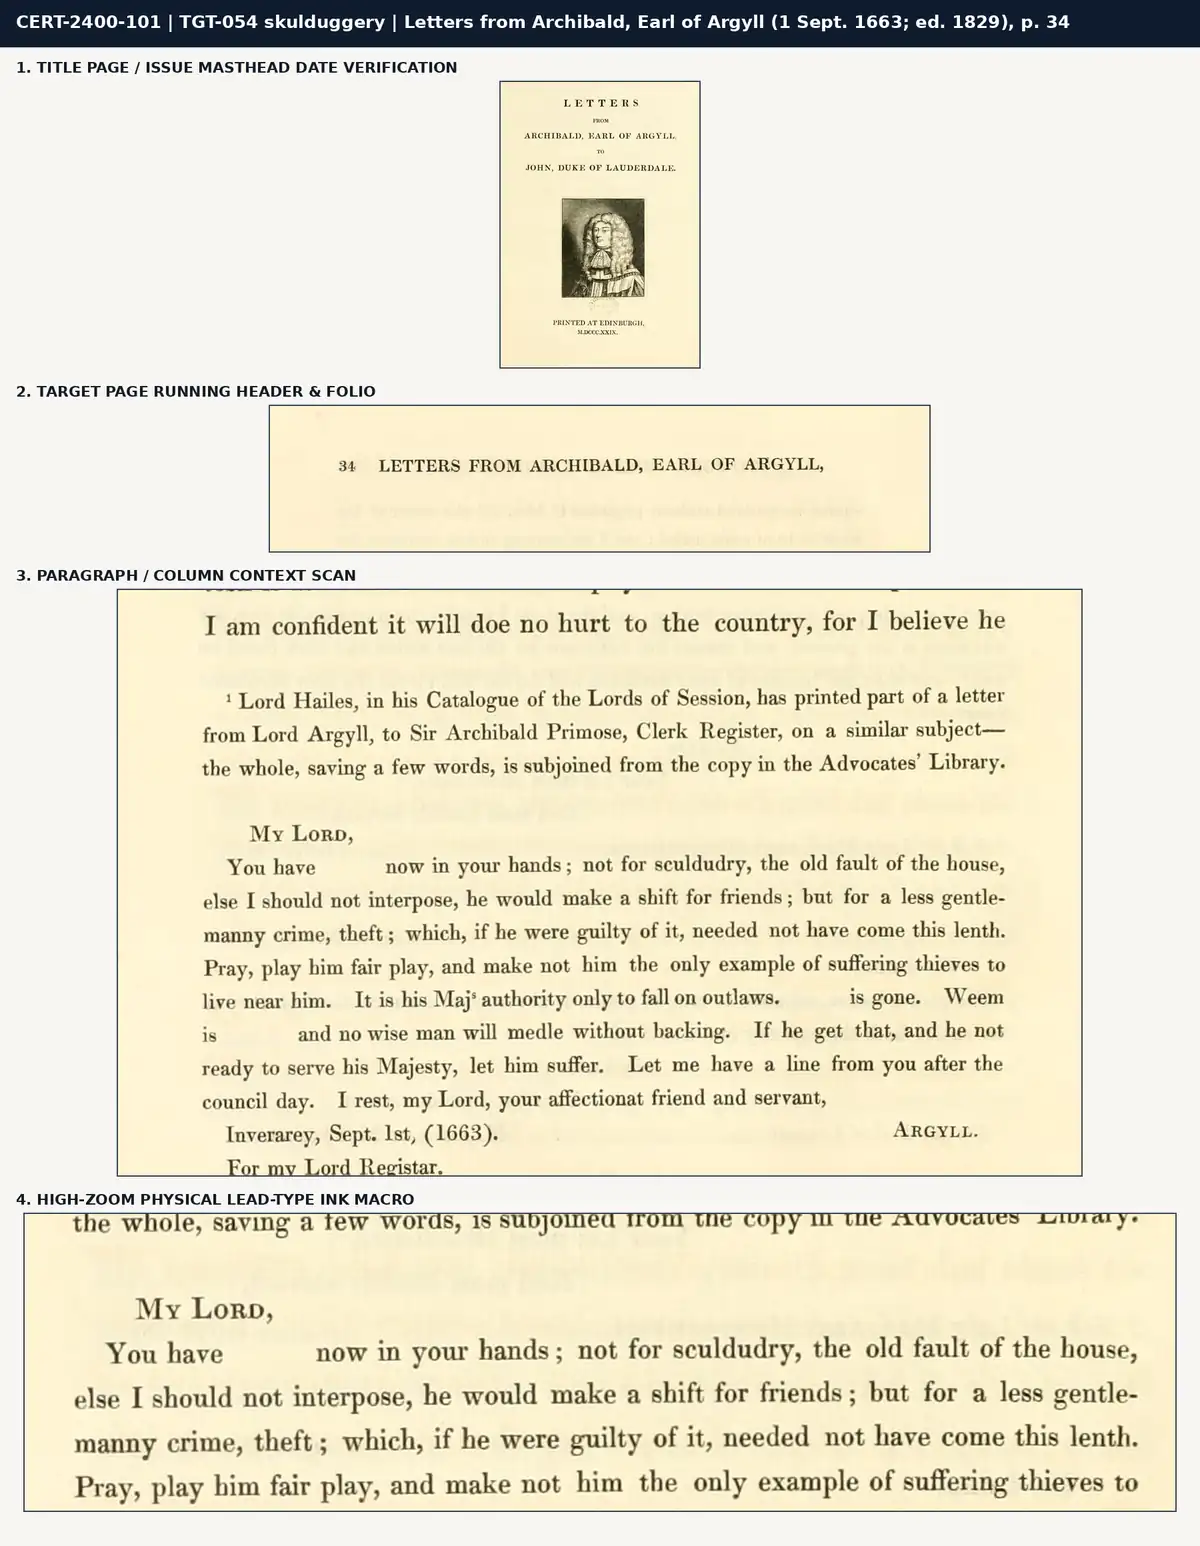 CERT-2400-101 | TGT-054 skulduggery | Letters from Archibald, Earl of Argyll (1 Sept. 1663; ed. 1829), p. 34
1. TITLE PAGE / ISSUE MASTHEAD DATE VERIFICATION
LETTERS
FROM
ARCHIBALD, EARL OF ARGYLL,
TO
JOHN, DUKE OF LAUDERDALE.
PRINTED AT EDINBURGH,
M.DCCC.XXIX.
2. TARGET PAGE RUNNING HEADER & FOLIO
34 LETTERS FROM ARCHIBALD, EARL OF ARGYLL,
3. PARAGRAPH / COLUMN CONTEXT SCAN
I am confident it will doe no hurt to the country, for I believe he
¹ Lord Hailes, in his Catalogue of the Lords of Session, has printed part of a letter
from Lord Argyll, to Sir Archibald Primose, Clerk Register, on a similar subject—
the whole, saving a few words, is subjoined from the copy in the Advocates' Library.
My Lord,
You have now in your hands; not for sculdudry, the old fault of the house,
else I should not interpose, he would make a shift for friends; but for a less gentle-
manny crime, theft; which, if he were guilty of it, needed not have come this lenth.
Pray, play him fair play, and make not him the only example of suffering thieves to
live near him. It is his Majˢ authority only to fall on outlaws. is gone. Weem
is and no wise man will medle without backing. If he get that, and he not
ready to serve his Majesty, let him suffer. Let me have a line from you after the
council day. I rest, my Lord, your affectionat friend and servant,
Inverarey, Sept. 1st, (1663). Argyll.
For my Lord Registar.
4. HIGH-ZOOM PHYSICAL LEAD-TYPE INK MACRO
the whole, saving a few words, is subjoined from the copy in the Advocates' Library.
My Lord,
You have now in your hands; not for sculdudry, the old fault of the house,
else I should not interpose, he would make a shift for friends; but for a less gentle-
manny crime, theft; which, if he were guilty of it, needed not have come this lenth.
Pray, play him fair play, and make not him the only example of suffering thieves to